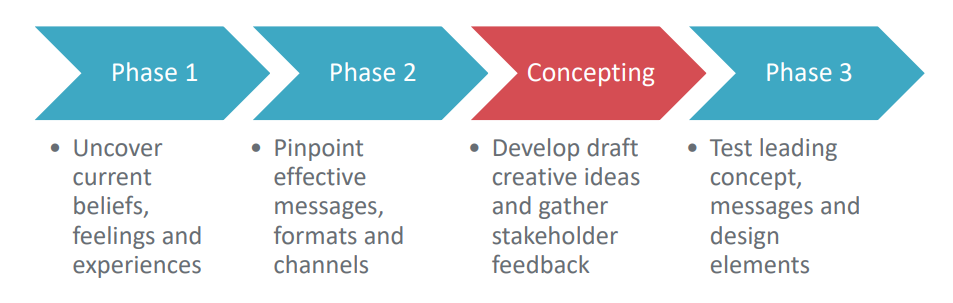 Phase 1
Phase 2
Concepting
Phase 3
• Uncover
current
beliefs,
feelings and
experiences
• Pinpoint
effective
messages,
formats and
channels
• Develop draft
creative ideas
and gather
stakeholder
feedback
• Test leading
concept,
messages and
design
elements